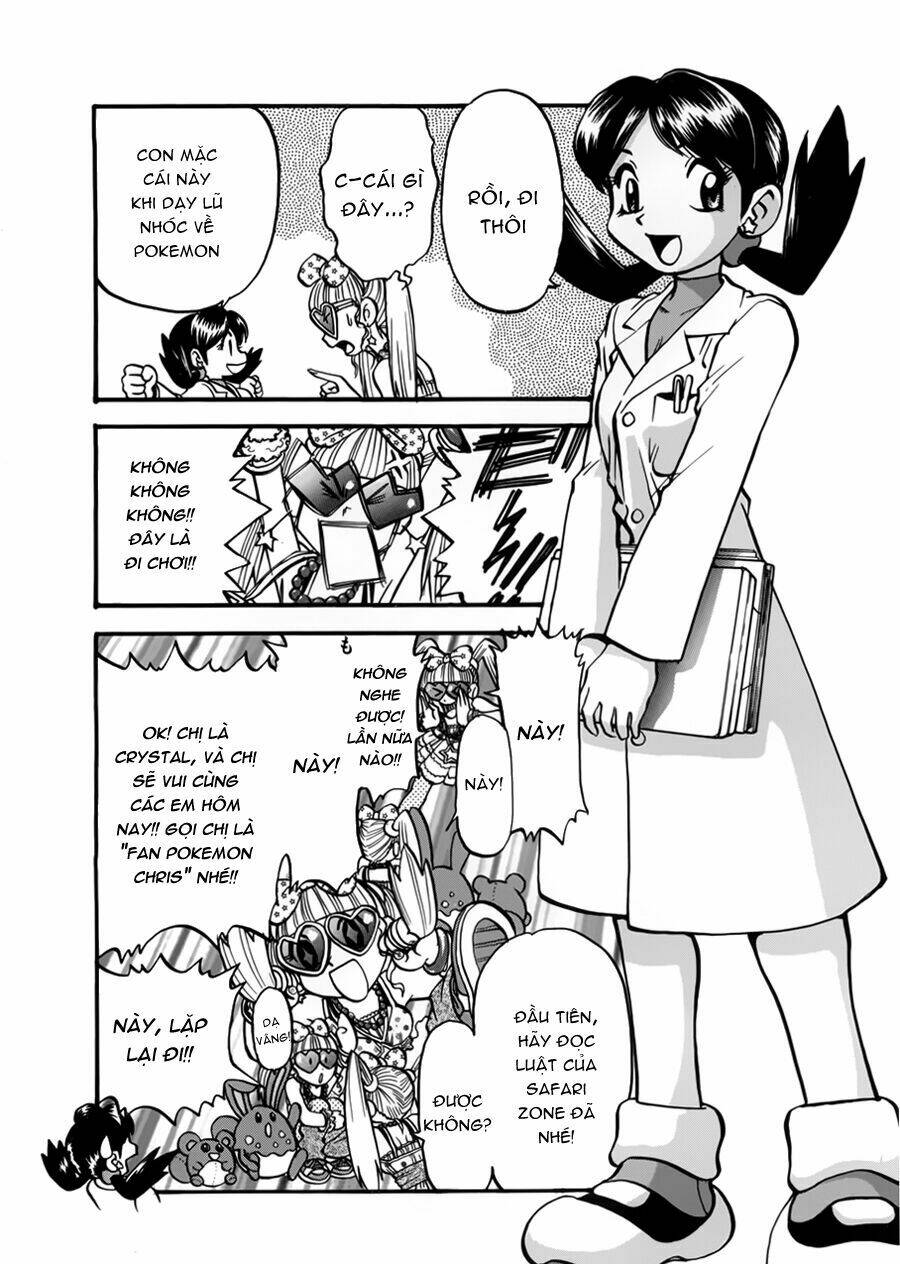 RỒI, ĐI
THÔI
C-CÁI GÌ
ĐÂY...?
CON MẶC
CÁI NÀY
KHI DẠY LŨ
NHÓC VỀ
POKEMON
KHÔNG
KHÔNG
KHÔNG!!
ĐÂY LÀ
ĐI CHƠI!!
NÀY!
NÀY!
KHÔNG
NGHE
ĐƯỢC!
LẦN NỮA
NÀO!!
も
NÀY!
OK! CHỊ LÀ
CRYSTAL, VÀ CHỊ
SẼ VUI CÙNG
CÁC EM HÔM
NAY!! GỌI CHỊ LÀ
"FAN POKEMON
CHRIS" NHÉ!!
ĐẦU TIÊN,
HÃY ĐỌC
LUẬT CỦA
SAFARI
ZONE ĐÃ
NHÉ!
ĐƯỢC
KHÔNG?
DẠ
VÂNG!
NÀY, LẶP
LẠI ĐI!!